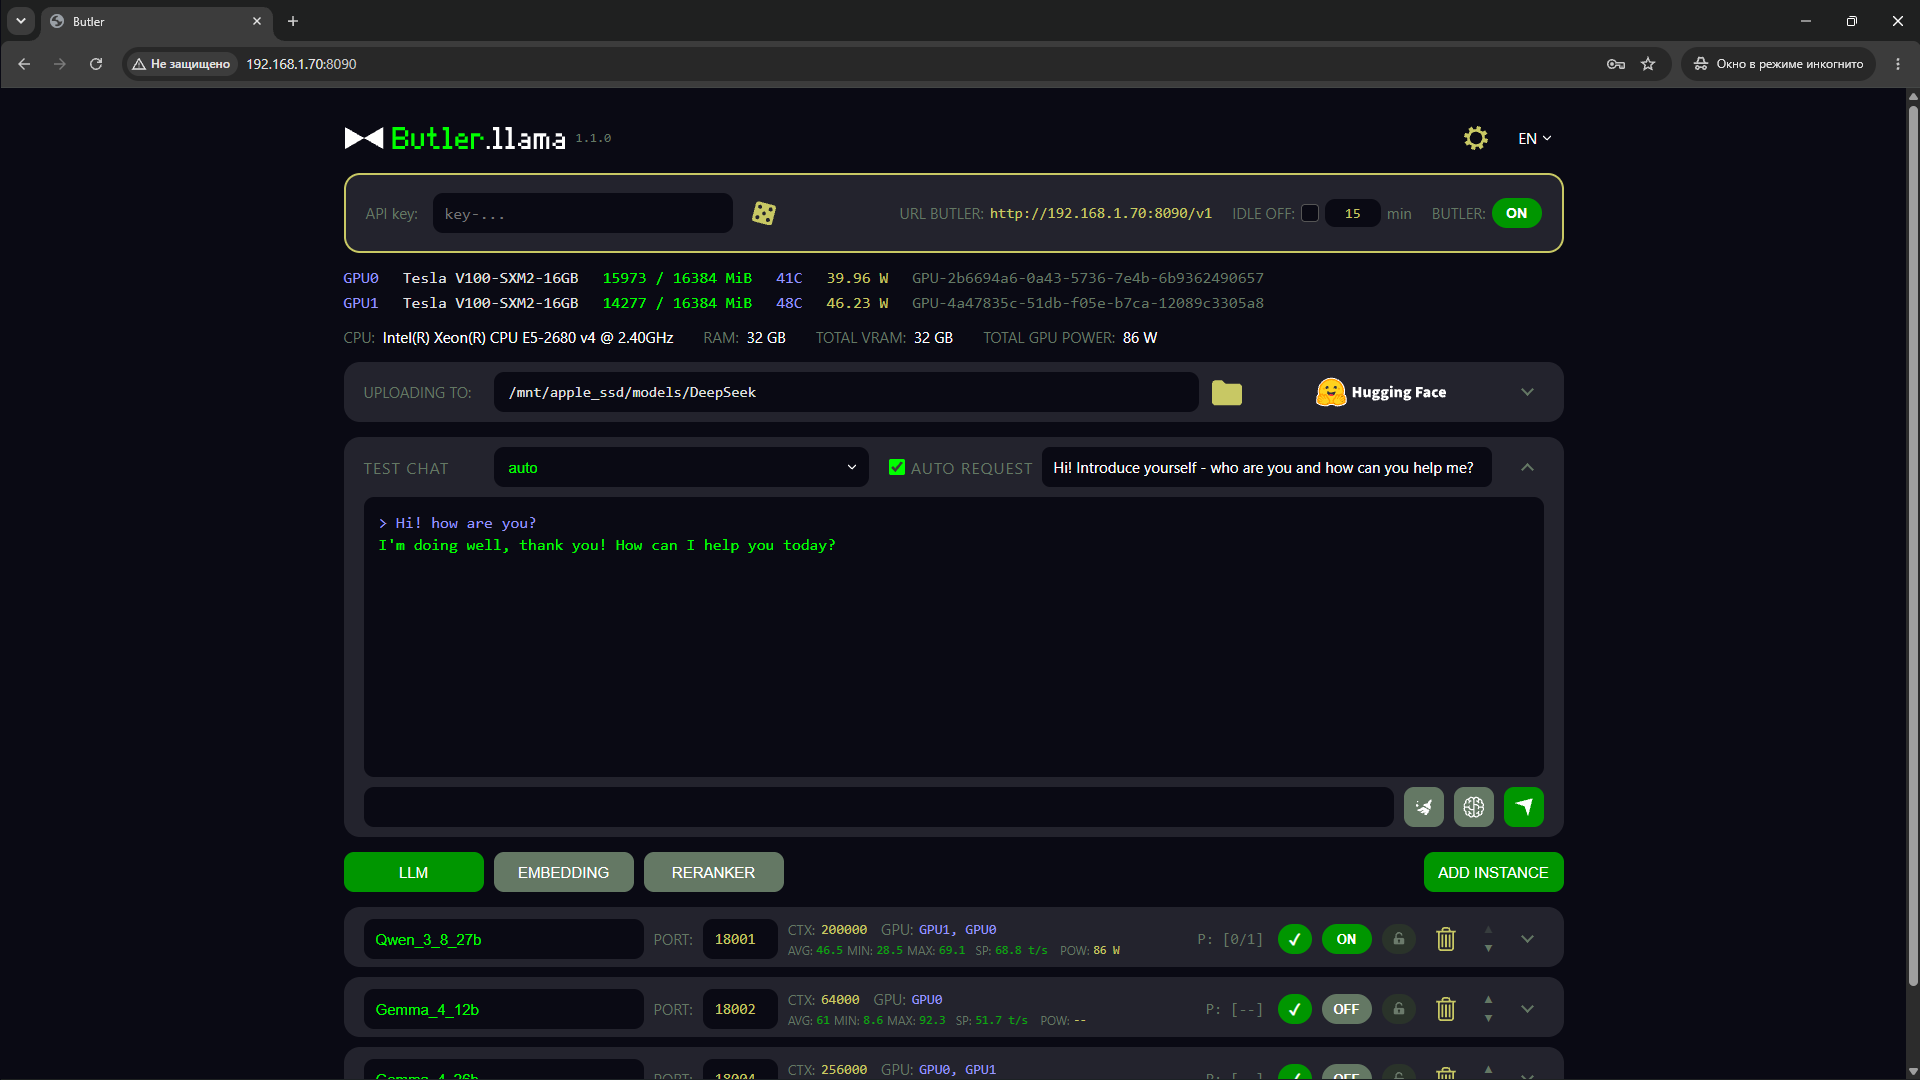 Butler
Не защищено 192.168.1.70:8090 Окно в режиме инкогнито
Butler.llama 1.1.0 EN
API key: key-... URL BUTLER: http://192.168.1.70:8090/v1 IDLE OFF: 15 min BUTLER: ON
GPU0 Tesla V100-SXM2-16GB 15973 / 16384 MiB 41C 39.96 W GPU-2b6694a6-0a43-5736-7e4b-6b9362490657
GPU1 Tesla V100-SXM2-16GB 14277 / 16384 MiB 48C 46.23 W GPU-4a47835c-51db-f05e-b7ca-12089c3305a8
CPU: Intel(R) Xeon(R) CPU E5-2680 v4 @ 2.40GHz RAM: 32 GB TOTAL VRAM: 32 GB TOTAL GPU POWER: 86 W
UPLOADING TO: /mnt/apple_ssd/models/DeepSeek Hugging Face
TEST CHAT auto AUTO REQUEST Hi! Introduce yourself - who are you and how can you help me?
> Hi! how are you?
I'm doing well, thank you! How can I help you today?
LLM EMBEDDING RERANKER ADD INSTANCE
Qwen_3_8_27b PORT: 18001 CTX: 200000 GPU: GPU1, GPU0 P: [0/1] ON
AVG: 46.5 MIN: 28.5 MAX: 69.1 SP: 68.8 t/s POW: 86 W
Gemma_4_12b PORT: 18002 CTX: 64000 GPU: GPU0 P: [--] OFF
AVG: 61 MIN: 8.6 MAX: 92.3 SP: 51.7 t/s POW: --
Gemma_4_26b PORT: 18004 CTX: 256000 GPU: GPU0, GPU1 P: [--] OFF